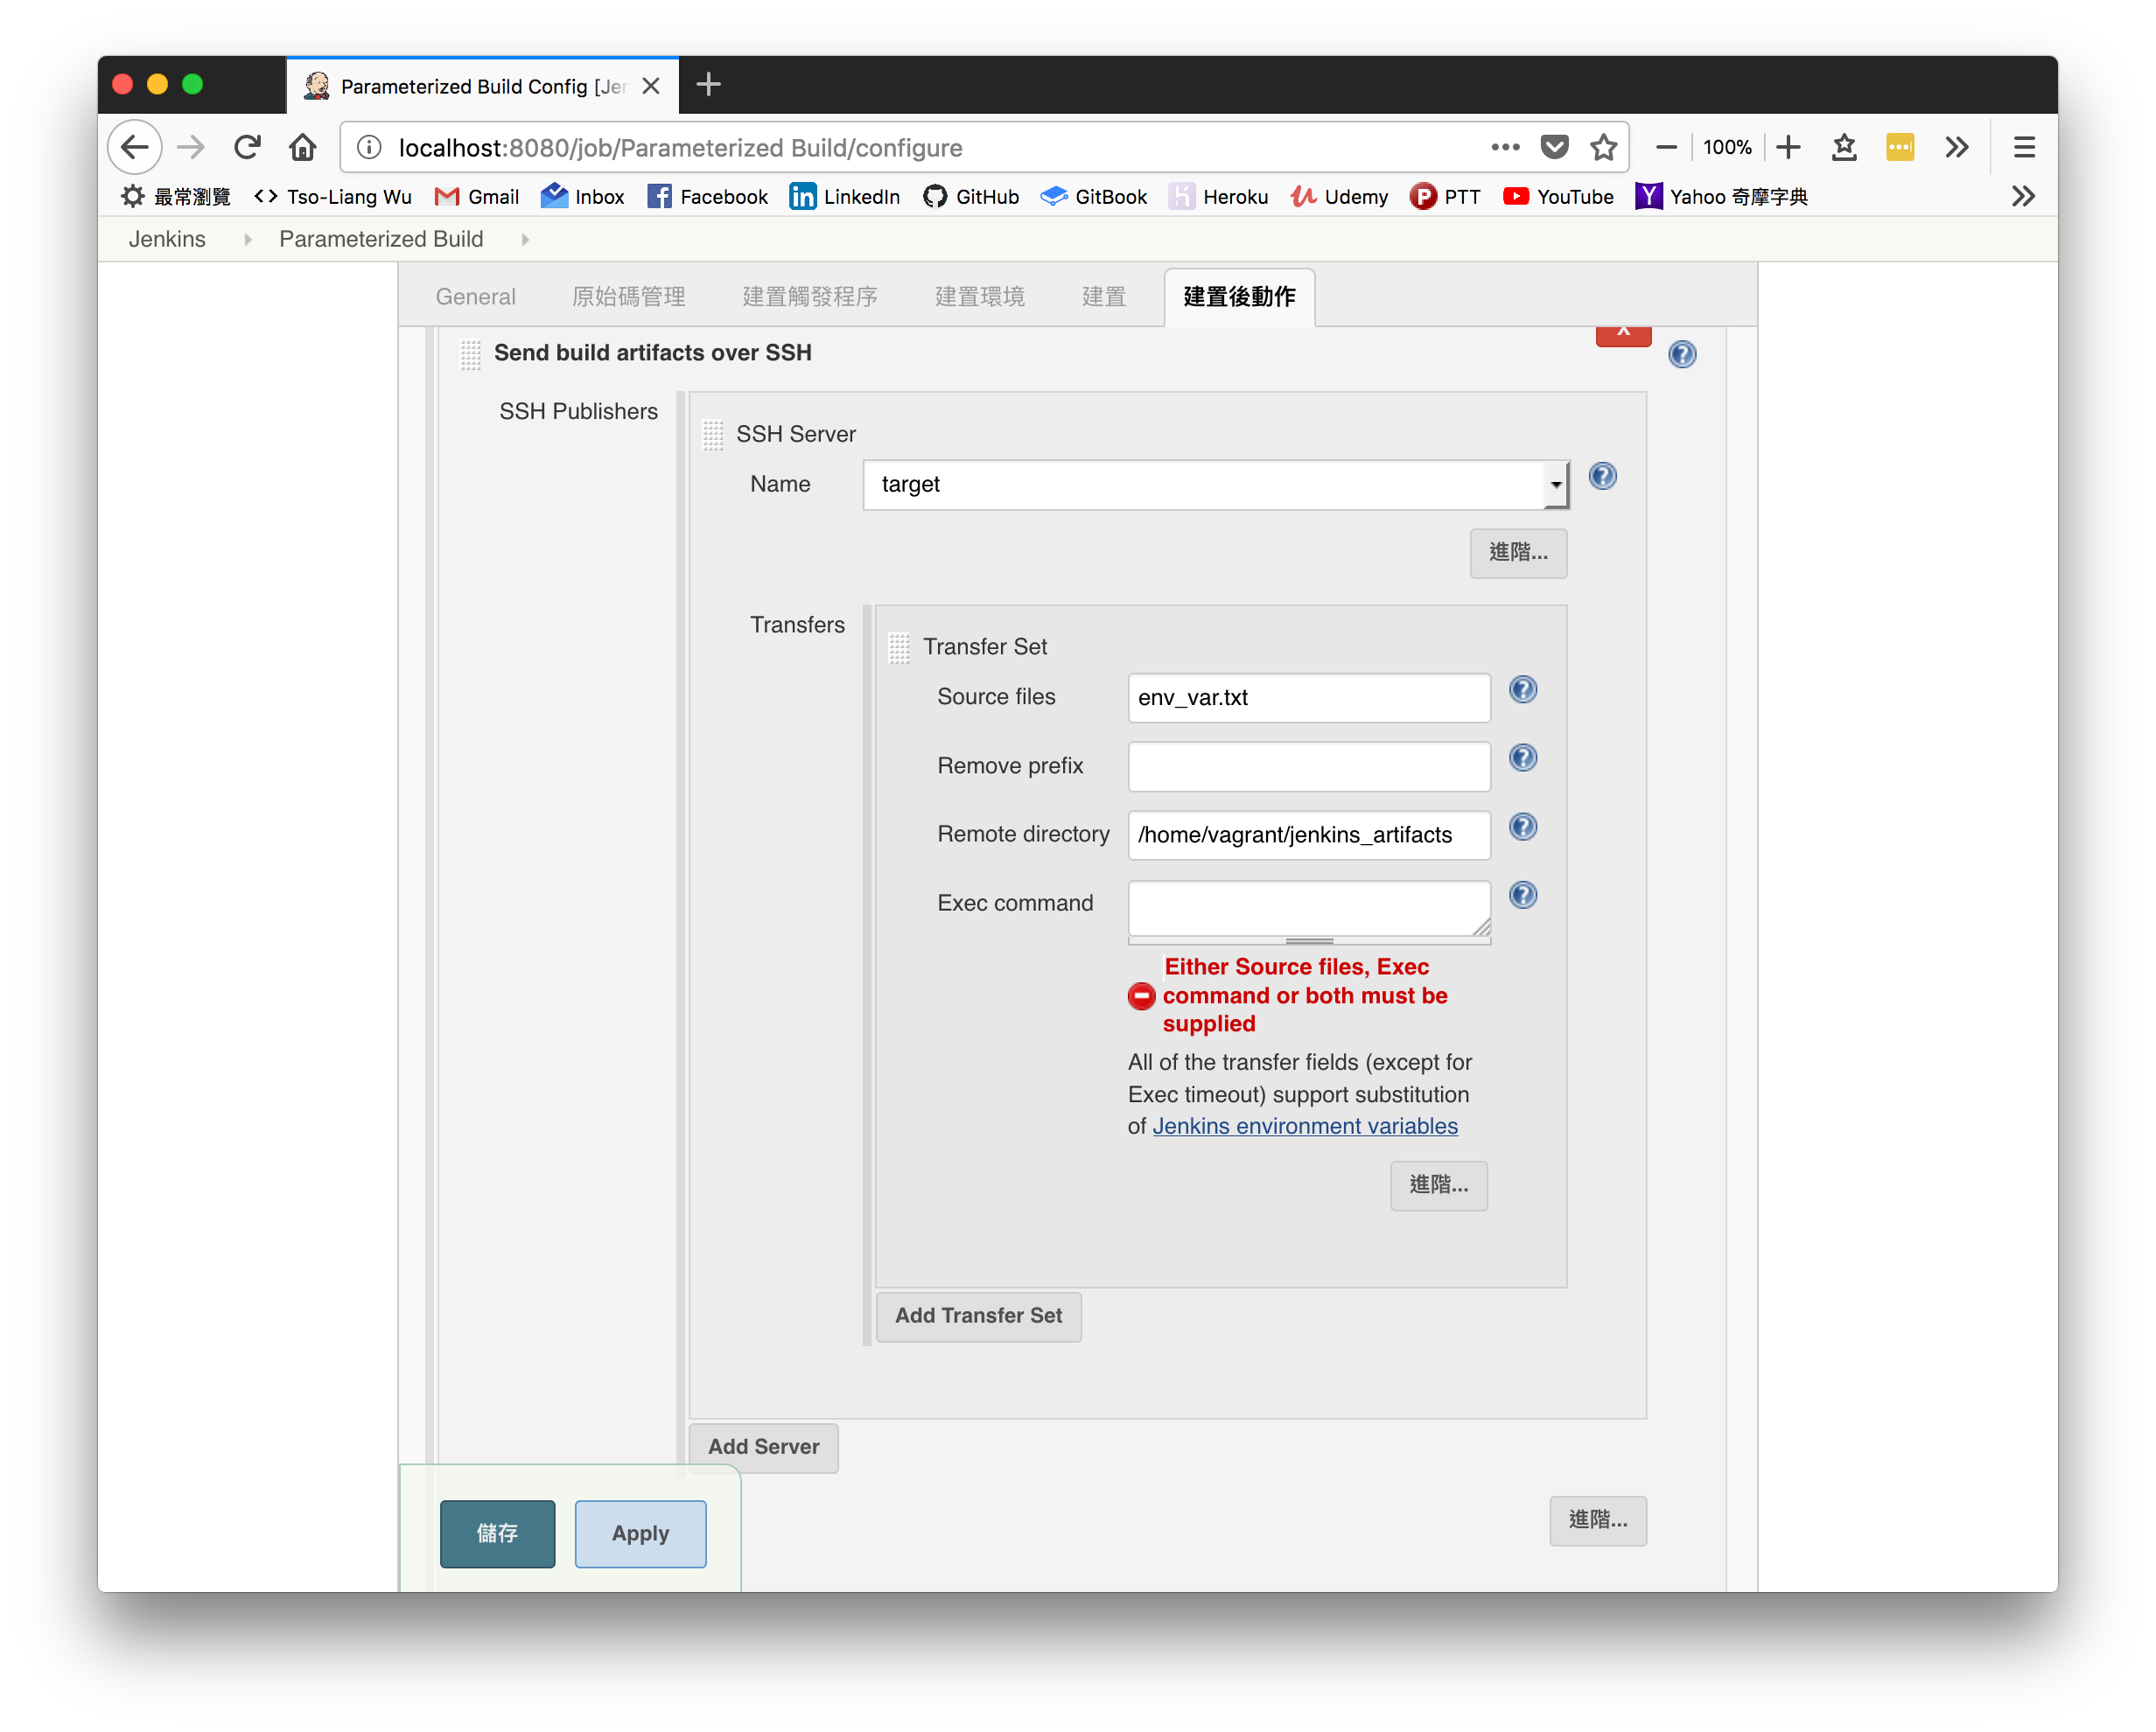 Parameterized Build Config [Jer
localhost:8080/job/Parameterized Build/configure
100%
最常瀏覽 Tso-Liang Wu Gmail Inbox Facebook LinkedIn GitHub GitBook Heroku Udemy PTT YouTube Yahoo 奇摩字典
Jenkins Parameterized Build
General 原始碼管理 建置觸發程序 建置環境 建置 建置後動作
X
Send build artifacts over SSH
SSH Publishers
SSH Server
Name target
進階...
Transfers
Transfer Set
Source files env_var.txt
Remove prefix
Remote directory /home/vagrant/jenkins_artifacts
Exec command
Either Source files, Exec
command or both must be
supplied
All of the transfer fields (except for
Exec timeout) support substitution
of Jenkins environment variables
進階...
Add Transfer Set
Add Server
進階...
儲存 Apply